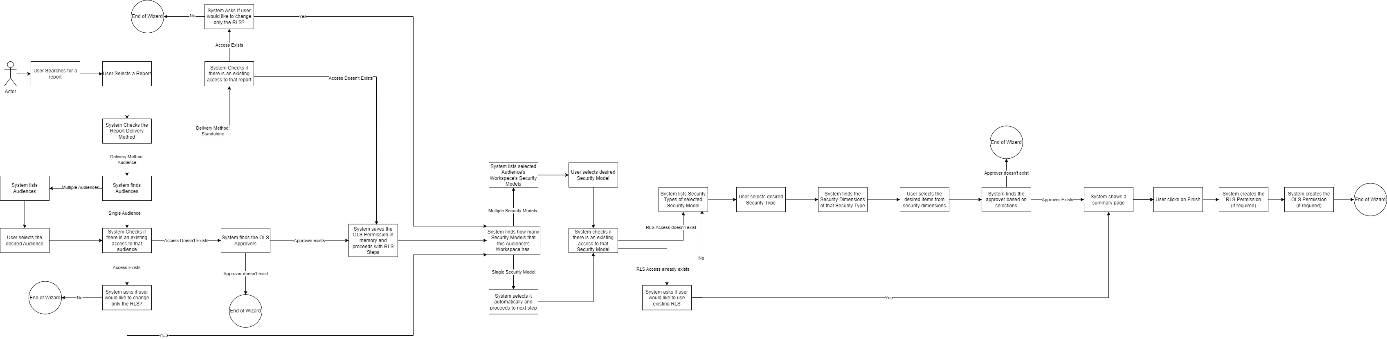 End of Wizard
No
System Asks if user
would like to change
only the RLS?
Yes
Access Exists
Actor
User Searches for a
report
User Selects a Report
System Checks if
there is an existing
access to that report
Access Doesn't Exists
Delivery Method:
Standalone
System Checks the
Report Delivery
Method
Delivery Method:
Audience
System lists
Audiences
Multiple Audiences
System finds
Audiences
Single Audience
User selects the
desired Audience
System Checks if
there is an existing
access to that
audience
Access Doesn't Exists
System finds the OLS
Approvers
Approver exists
System saves the
OLS Permission in
memory and
proceeds with RLS
Steps
Access Exists
Approver doesn't exist
End of Wizard
No
System asks if user
would like to change
only the RLS?
End of Wizard
Yes
System lists selected
Audience's
Workspace's Security
Models
User selects desired
Security Model
Multiple Security Models
System finds how many
Security Models that
this Audience's
Workspace has
Single Security Model
System selects it
automatically and
proceeds to next step
System checks if
there is an existing
access to that
Security Model
RLS Access doesn't exist
RLS Access already exists
No
System asks if user
would like to use
existing RLS
Yes
System lists Security
Types of selected
Security Model
User selects desired
Security Type
System finds the
Security Dimensions
of that Security Type
User selects the
desired items from
security dimensions
System finds the
approver based on
selections
Approver doesn't exist
End of Wizard
Approver Exists
System shows a
summary page
User clicks on Finish
System creates the
RLS Permission
(if required)
System creates the
OLS Permission
(if required)
End of Wizard